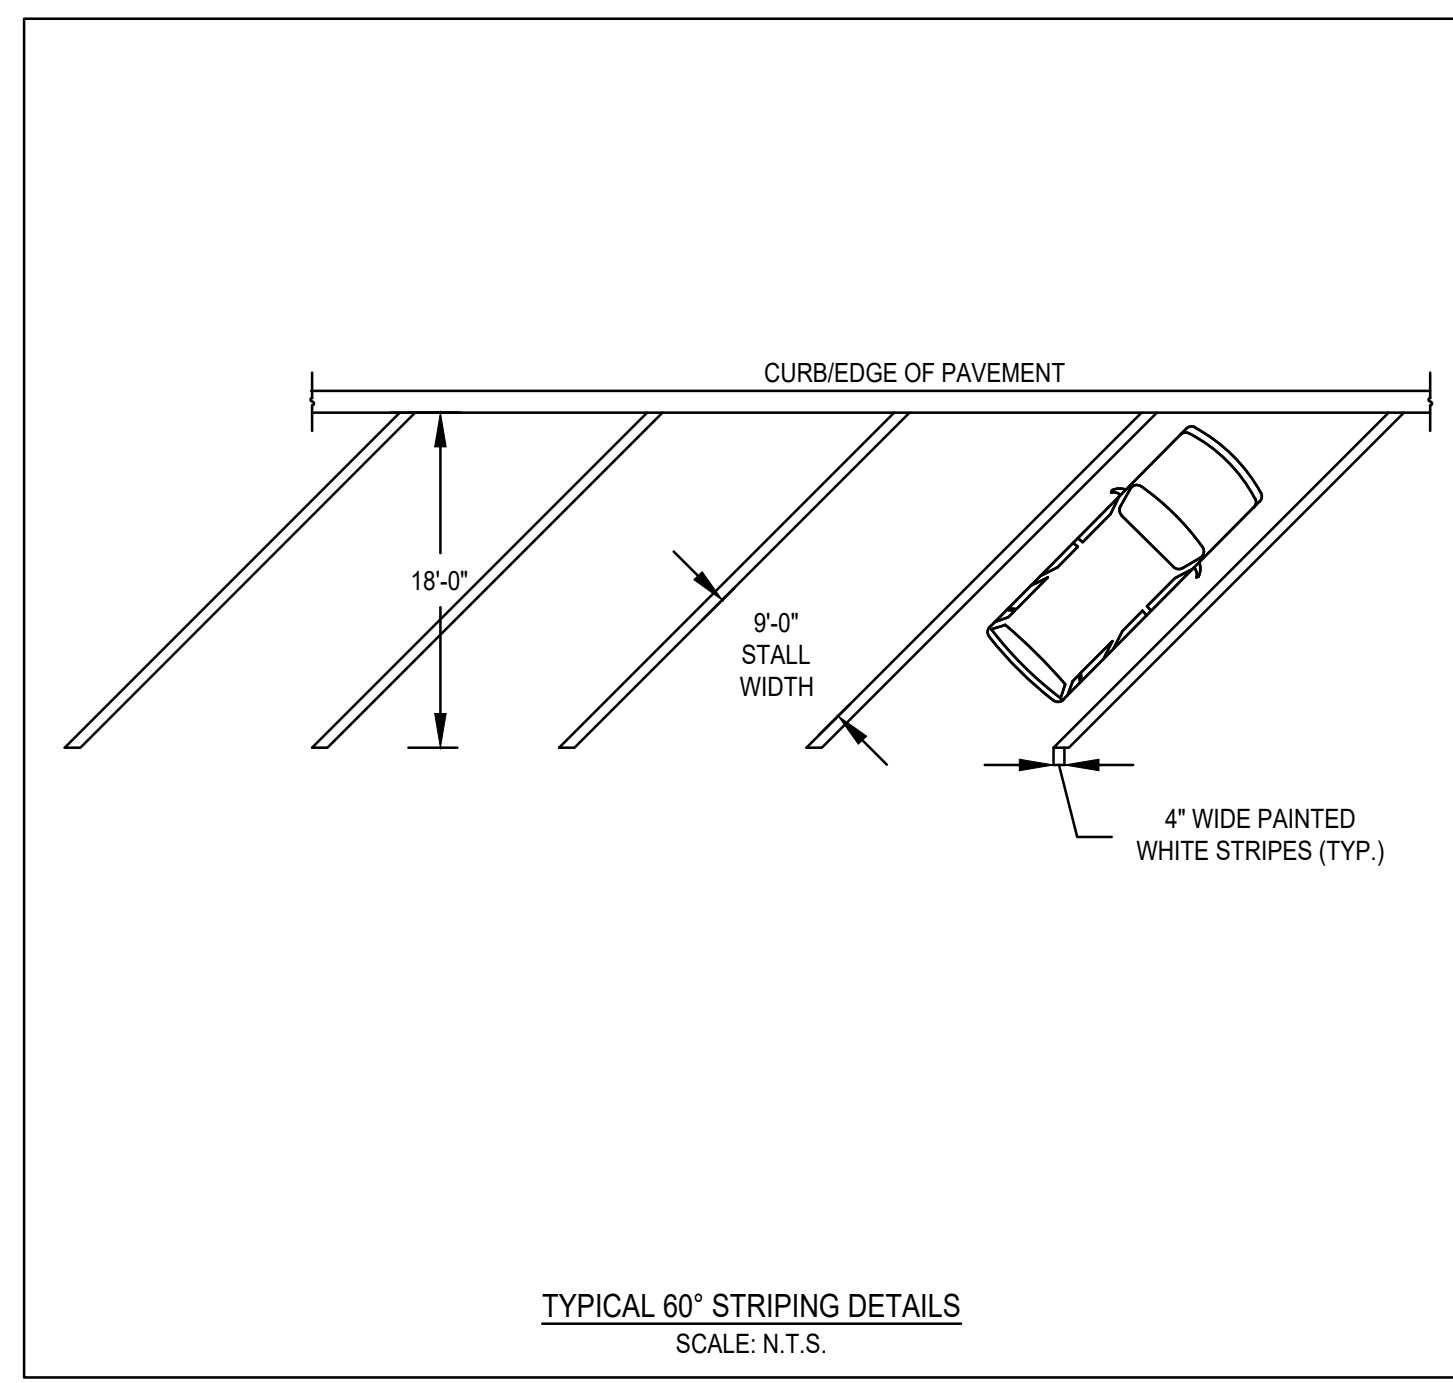 CURB/EDGE OF PAVEMENT
18'-0"
9'-0"
STALL
WIDTH
4" WIDE PAINTED
WHITE STRIPES (TYP.)
TYPICAL 60° STRIPING DETAILS
SCALE: N.T.S.